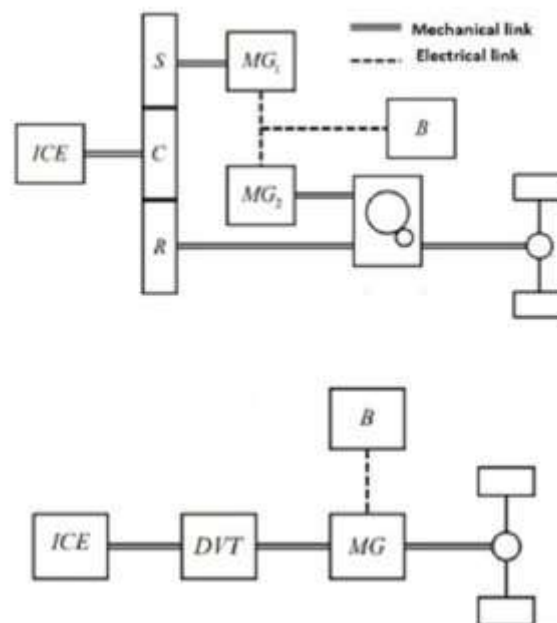 Mechanical link
Electrical link
S
MG₁
ICE
C
B
MG₂
R
B
ICE
DVT
MG